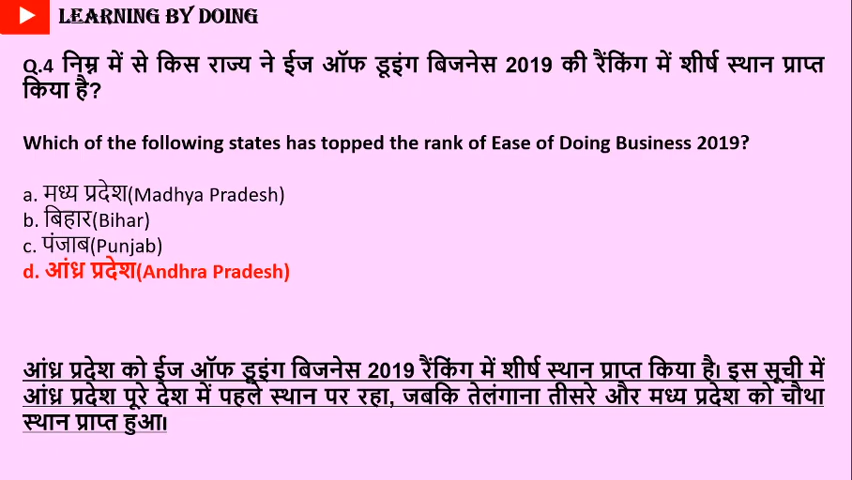 LEARNING BY DOING
Q.4 निम्न में से किस राज्य ने ईज ऑफ डूइंग बिजनेस 2019 की रैंकिंग में शीर्ष स्थान प्राप्त
किया है?
Which of the following states has topped the rank of Ease of Doing Business 2019?
a. मध्य प्रदेश(Madhya Pradesh)
b. बिहार(Bihar)
c. पंजाब(Punjab)
d. आंध्र प्रदेश(Andhra Pradesh)
आंध्र प्रदेश को ईज ऑफ डूइंग बिजनेस 2019 रैंकिंग में शीर्ष स्थान प्राप्त किया है। इस सूची में
आंध्र प्रदेश पूरे देश में पहले स्थान पर रहा, जबकि तेलंगाना तीसरे और मध्य प्रदेश को चौथा
स्थान प्राप्त हुआ।